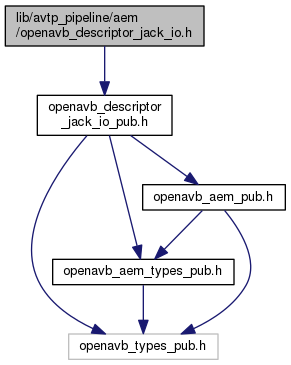 lib/avtp_pipeline/aem
/openavb_descriptor_jack_io.h
openavb_descriptor
_jack_io_pub.h
openavb_aem_pub.h
openavb_aem_types_pub.h
openavb_types_pub.h